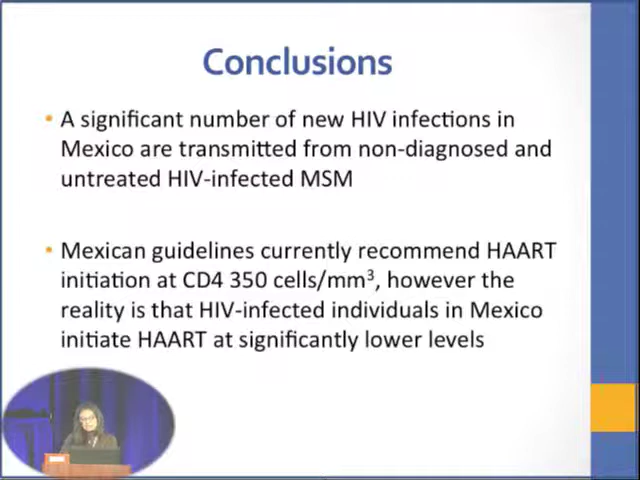 Conclusions
• A significant number of new HIV infections in
Mexico are transmitted from non-diagnosed and
untreated HIV-infected MSM
• Mexican guidelines currently recommend HAART
initiation at CD4 350 cells/mm³, however the
reality is that HIV-infected individuals in Mexico
initiate HAART at significantly lower levels